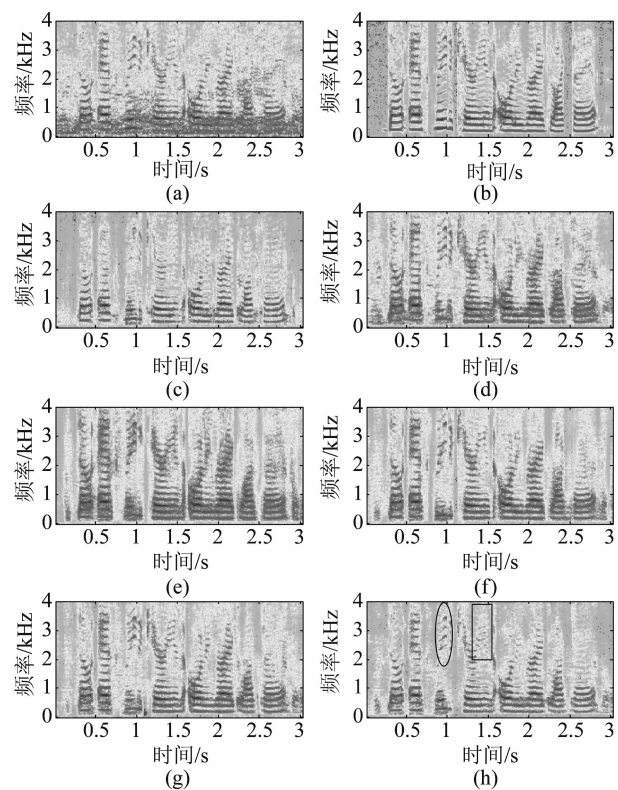 4 3 2 1 0 频率/kHz 0.5 1 1.5 2 2.5 3 时间/s (a)
4 3 2 1 0 频率/kHz 0.5 1 1.5 2 2.5 3 时间/s (b)
4 3 2 1 0 频率/kHz 0.5 1 1.5 2 2.5 3 时间/s (c)
4 3 2 1 0 频率/kHz 0.5 1 1.5 2 2.5 3 时间/s (d)
4 3 2 1 0 频率/kHz 0.5 1 1.5 2 2.5 3 时间/s (e)
4 3 2 1 0 频率/kHz 0.5 1 1.5 2 2.5 3 时间/s (f)
4 3 2 1 0 频率/kHz 0.5 1 1.5 2 2.5 3 时间/s (g)
4 3 2 1 0 频率/kHz 0.5 1 1.5 2 2.5 3 时间/s (h)